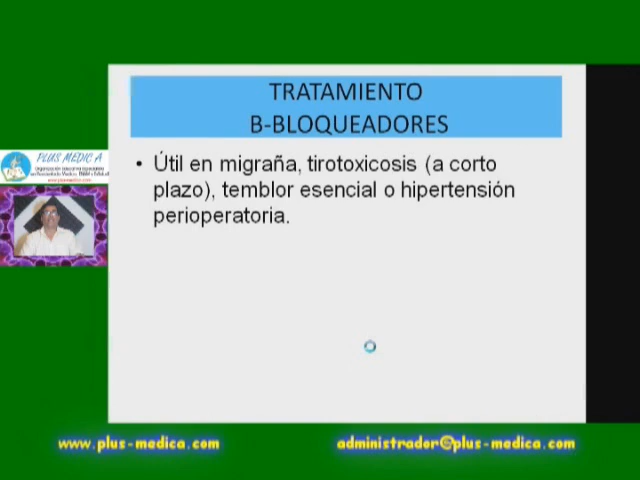 TRATAMIENTO
B-BLOQUEADORES
• Útil en migraña, tirotoxicosis (a corto
plazo), temblor esencial o hipertensión
perioperatoria.
PLUS MEDIC A
www.plus-medica.com
administrador@plus-medica.com